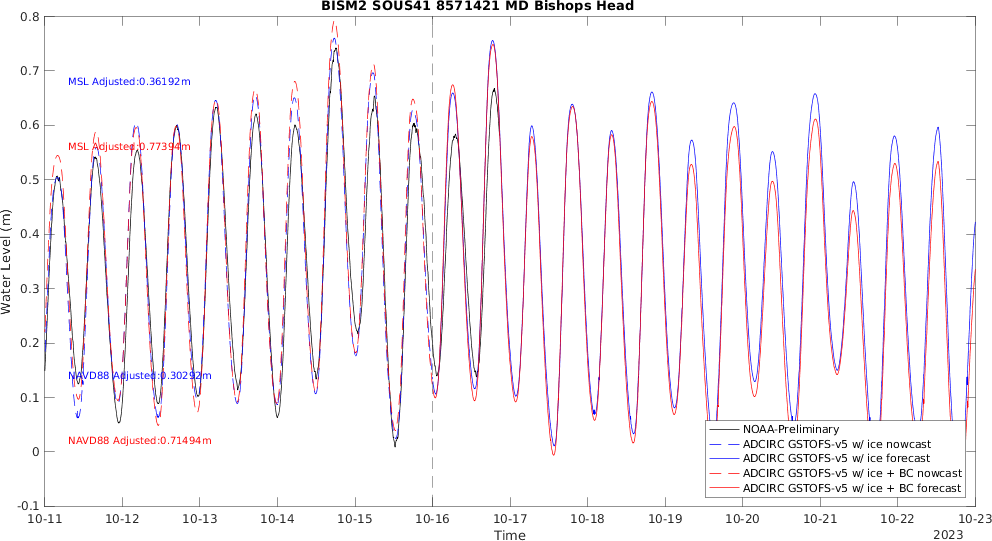 BISM2 SOUS41 8571421 MD Bishops Head
0.8
0.7
0.6
0.5
0.4
0.3
0.2
0.1
0
-0.1
Water Level (m)
MSL Adjusted:0.36192m
MSL Adjusted:0.77394m
NAVD88 Adjusted:0.30292m
NAVD88 Adjusted:0.71494m
NOAA-Preliminary
ADCIRC GSTOFS-v5 w/ ice nowcast
ADCIRC GSTOFS-v5 w/ ice forecast
ADCIRC GSTOFS-v5 w/ ice + BC nowcast
ADCIRC GSTOFS-v5 w/ ice + BC forecast
10-11 10-12 10-13 10-14 10-15 10-16 10-17 10-18 10-19 10-20 10-21 10-22 10-23
Time
2023